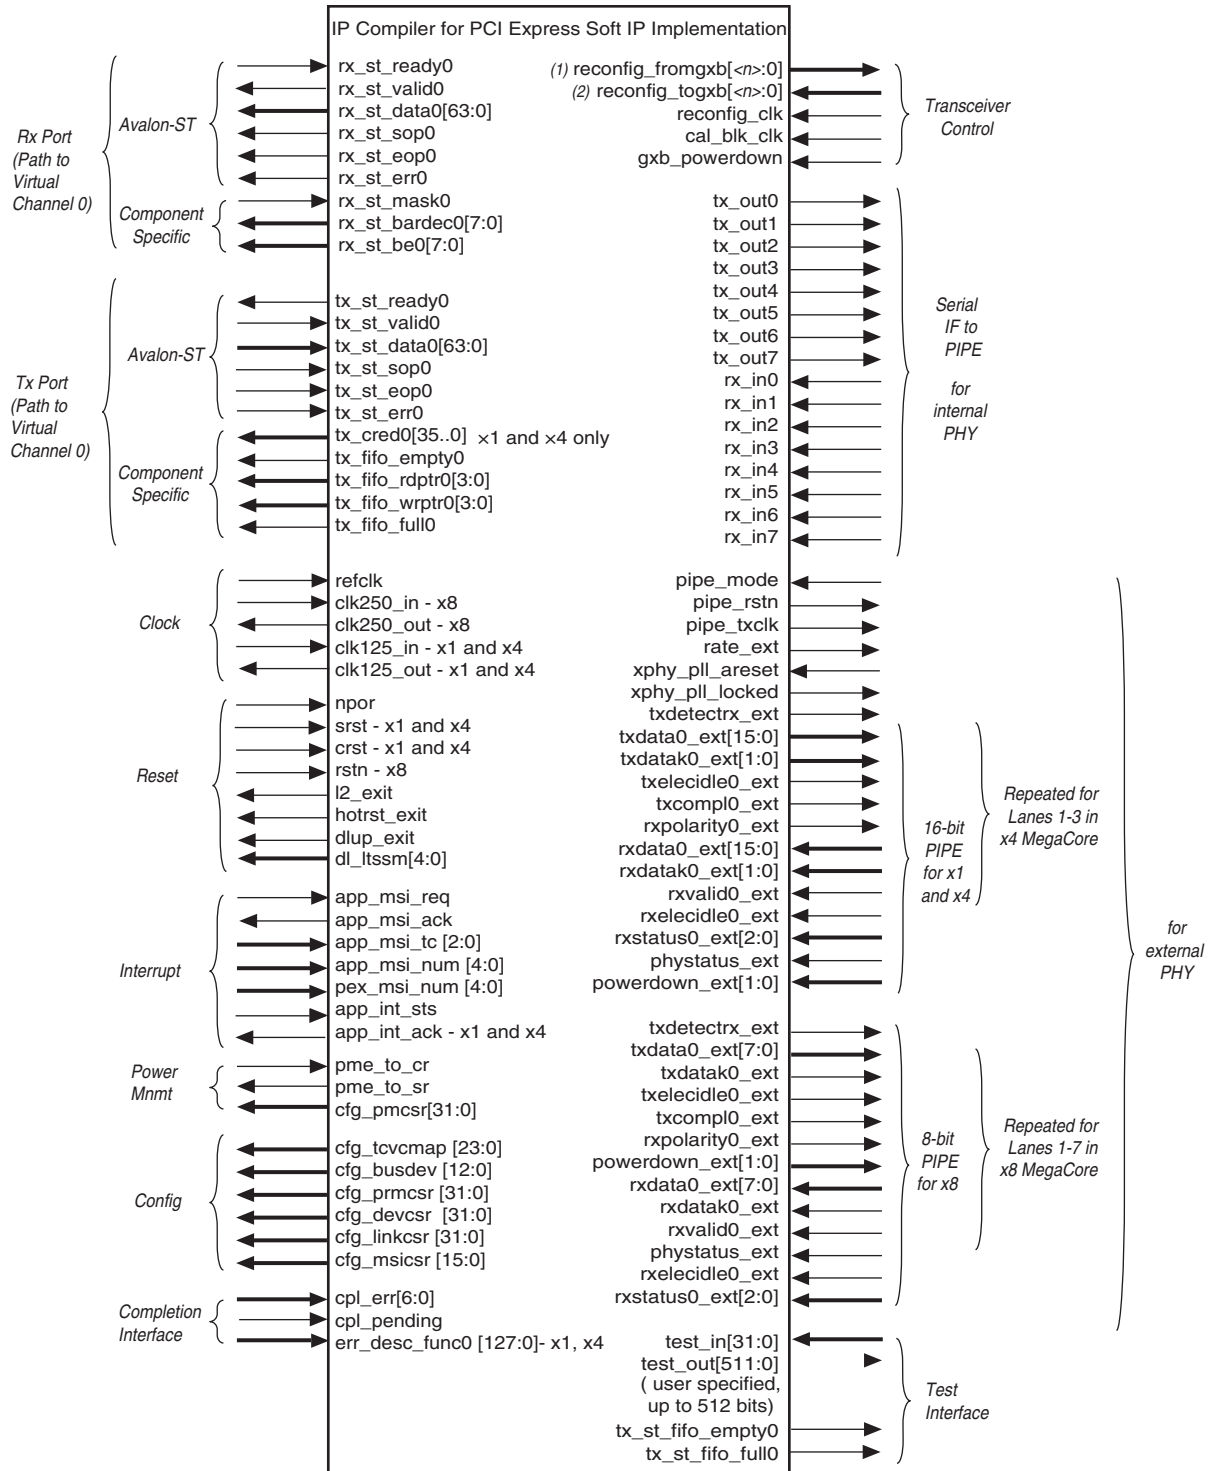 IP Compiler for PCI Express Soft IP Implementation
Rx Port
(Path to
Virtual
Channel 0)
Avalon-ST
rx_st_ready0
rx_st_valid0
rx_st_data0[63:0]
rx_st_sop0
rx_st_eop0
rx_st_err0
Component
Specific
rx_st_mask0
rx_st_bardec0[7:0]
rx_st_be0[7:0]
Tx Port
(Path to
Virtual
Channel 0)
Avalon-ST
tx_st_ready0
tx_st_valid0
tx_st_data0[63:0]
tx_st_sop0
tx_st_eop0
tx_st_err0
Component
Specific
tx_cred0[35..0] ×1 and ×4 only
tx_fifo_empty0
tx_fifo_rdptr0[3:0]
tx_fifo_wrptr0[3:0]
tx_fifo_full0
Clock
refclk
clk250_in - x8
clk250_out - x8
clk125_in - x1 and x4
clk125_out - x1 and x4
Reset
npor
srst - x1 and x4
crst - x1 and x4
rstn - x8
l2_exit
hotrst_exit
dlup_exit
dl_ltssm[4:0]
Interrupt
app_msi_req
app_msi_ack
app_msi_tc [2:0]
app_msi_num [4:0]
pex_msi_num [4:0]
app_int_sts
app_int_ack - x1 and x4
Power
Mnmt
pme_to_cr
pme_to_sr
cfg_pmcsr[31:0]
Config
cfg_tcvcmap [23:0]
cfg_busdev [12:0]
cfg_prmcsr [31:0]
cfg_devcsr [31:0]
cfg_linkcsr [31:0]
cfg_msicsr [15:0]
Completion
Interface
cpl_err[6:0]
cpl_pending
err_desc_func0 [127:0]- x1, x4
(1) reconfig_fromgxb[<n>:0]
(2) reconfig_togxb[<n>:0]
reconfig_clk
cal_blk_clk
gxb_powerdown
Transceiver
Control
tx_out0
tx_out1
tx_out2
tx_out3
tx_out4
tx_out5
tx_out6
tx_out7
rx_in0
rx_in1
rx_in2
rx_in3
rx_in4
rx_in5
rx_in6
rx_in7
Serial
IF to
PIPE
for
internal
PHY
pipe_mode
pipe_rstn
pipe_txclk
rate_ext
xphy_pll_areset
xphy_pll_locked
txdetectrx_ext
txdata0_ext[15:0]
txdatak0_ext[1:0]
txelecidle0_ext
txcompl0_ext
rxpolarity0_ext
rxdata0_ext[15:0]
rxdatak0_ext[1:0]
rxvalid0_ext
rxelecidle0_ext
rxstatus0_ext[2:0]
phystatus_ext
powerdown_ext[1:0]
16-bit
PIPE
for x1
and x4
Repeated for
Lanes 1-3 in
x4 MegaCore
for
external
PHY
txdetectrx_ext
txdata0_ext[7:0]
txdatak0_ext
txelecidle0_ext
txcompl0_ext
rxpolarity0_ext
powerdown_ext[1:0]
rxdata0_ext[7:0]
rxdatak0_ext
rxvalid0_ext
phystatus_ext
rxelecidle0_ext
rxstatus0_ext[2:0]
8-bit
PIPE
for x8
Repeated for
Lanes 1-7 in
x8 MegaCore
test_in[31:0]
test_out[511:0]
( user specified,
up to 512 bits)
tx_st_fifo_empty0
tx_st_fifo_full0
Test
Interface